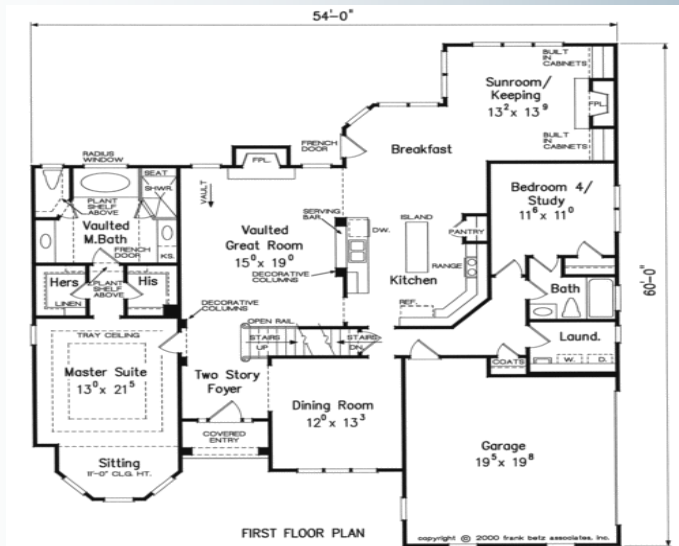 54'-0"
BUILT
IN
CABINETS
Sunroom/
Keeping
13² x 13⁹
FPL.
BUILT IN
CABINETS
FRENCH
DOOR
Breakfast
RADIUS
WINDOW
FPL.
SEAT
SHWR.
PLANT
SHELF
ABOVE
VAULT
Vaulted
M.Bath
FRENCH
DOOR
KS.
Vaulted
Great Room
15⁰ x 19⁰
SERVING
BAR
DW.
ISLAND
PANTRY
RANGE
Kitchen
REF.
DECORATIVE
COLUMNS
Bedroom 4/
Study
11⁶ x 11⁰
Bath
60'-0"
Hers
LINEN
PLANT
SHELF
ABOVE
His
DECORATIVE
COLUMNS
OPEN RAIL
STAIRS
UP
STAIRS
DN.
Laund.
W.
D.
COATS
TRAY CEILING
Master Suite
13⁰ x 21⁵
Two Story
Foyer
Dining Room
12⁰ x 13³
COVERED
ENTRY
Sitting
11'-0" CLG. HT.
Garage
19⁵ x 19⁸
FIRST FLOOR PLAN
copyright © 2000 frank betz associates, inc.